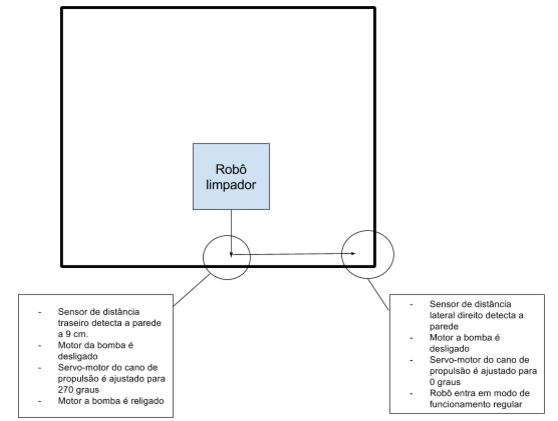 Robô
limpador
- Sensor de distância
traseiro detecta a parede
a 9 cm.
- Motor da bomba é
desligado
- Servo-motor do cano de
propulsão é ajustado para
270 graus
- Motor a bomba é religado
- Sensor de distância
lateral direito detecta a
parede
- Motor a bomba é
desligado
- Servo-motor do cano de
propulsão é ajustado para
0 graus
- Robô entra em modo de
funcionamento regular